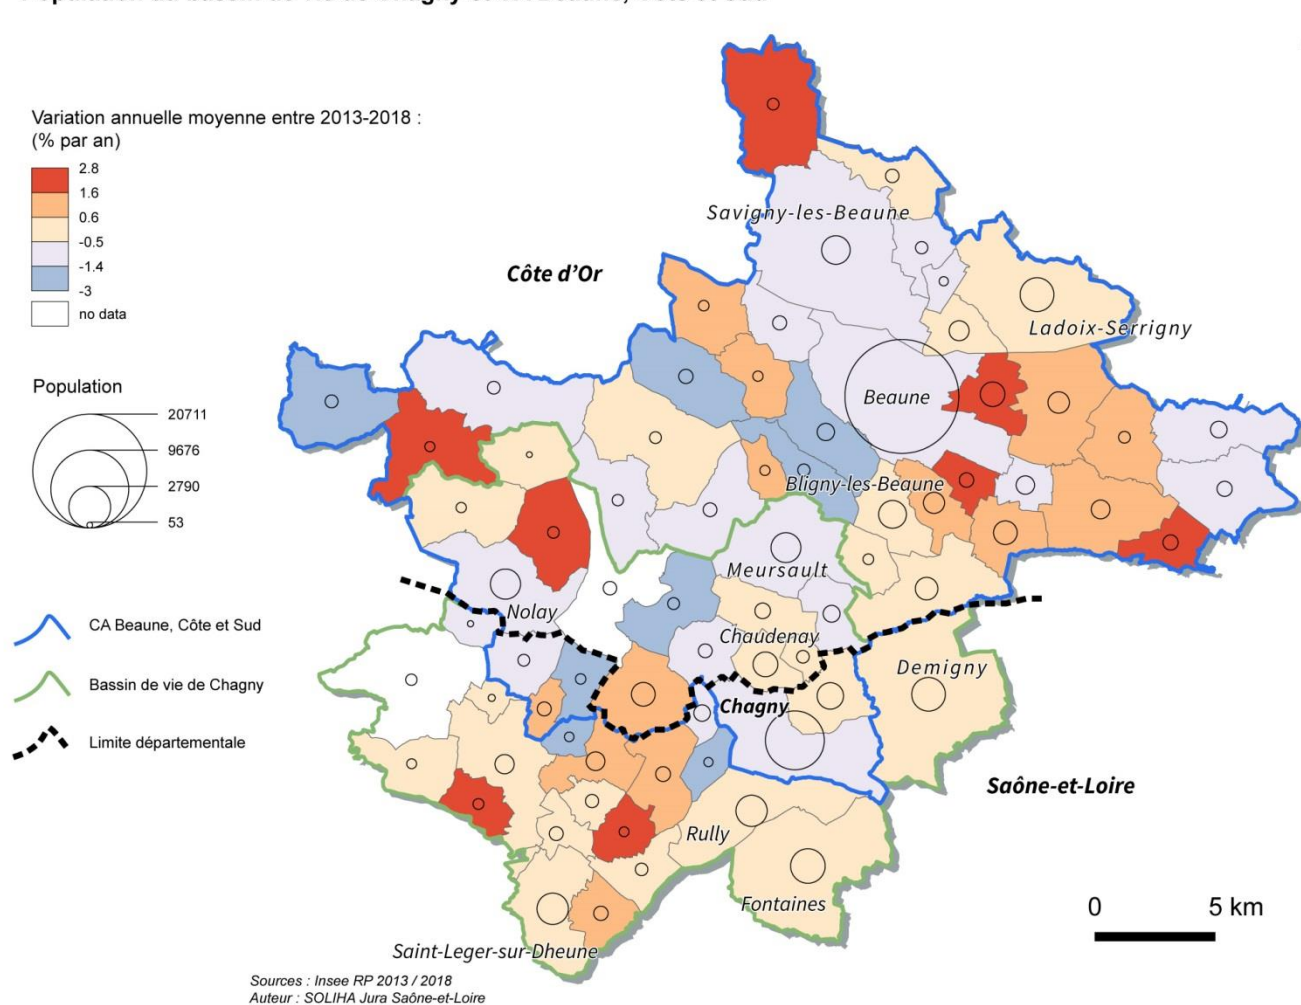 Variation annuelle moyenne entre 2013-2018 :
(% par an)
2.8
1.6
0.6
-0.5
-1.4
-3
no data
Population
20711
9676
2790
53
CA Beaune, Côte et Sud
Bassin de vie de Chagny
Limite départementale
Savigny-les-Beaune
Côte d'Or
Ladoix-Serrigny
Beaune
Bligny-les-Beaune
Meursault
Nolay
Chaudenay
Demigny
Chagny
Saône-et-Loire
Rully
Fontaines
Saint-Leger-sur-Dheune
0 5 km
Sources : Insee RP 2013 / 2018
Auteur : SOLIHA Jura Saône-et-Loire